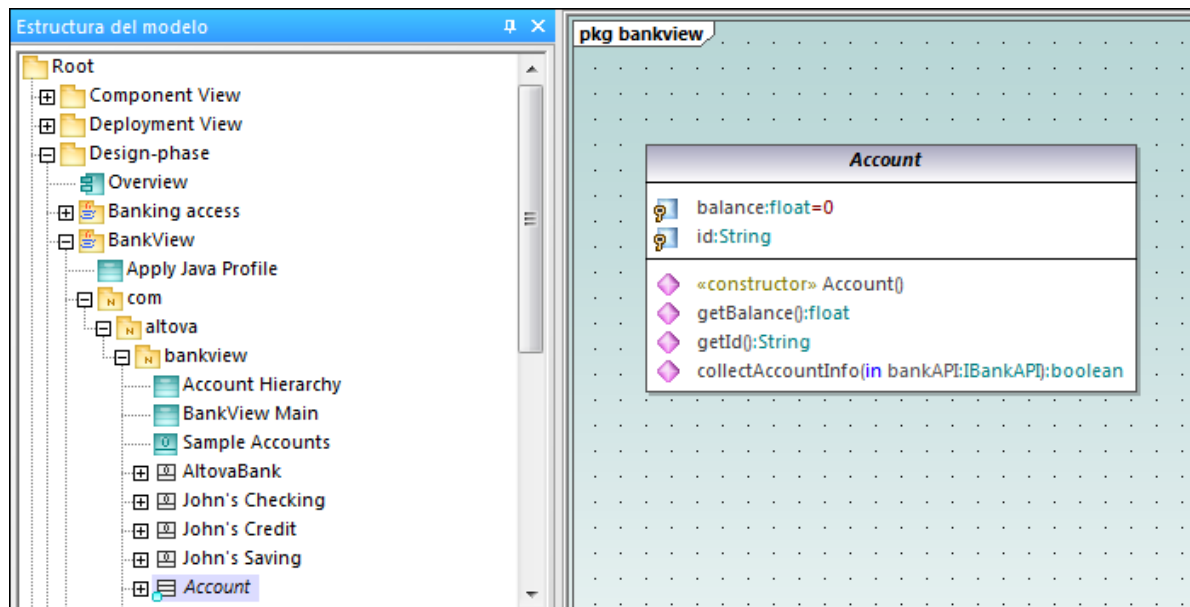 Estructura del modelo
Root
Component View
Deployment View
Design-phase
Overview
Banking access
BankView
Apply Java Profile
N com
N altova
N bankview
Account Hierarchy
BankView Main
Sample Accounts
AltovaBank
John's Checking
John's Credit
John's Saving
Account
pkg bankview
Account
balance:float=0
id:String
«constructor» Account()
getBalance():float
getId():String
collectAccountInfo(in bankAPI:IBankAPI):boolean